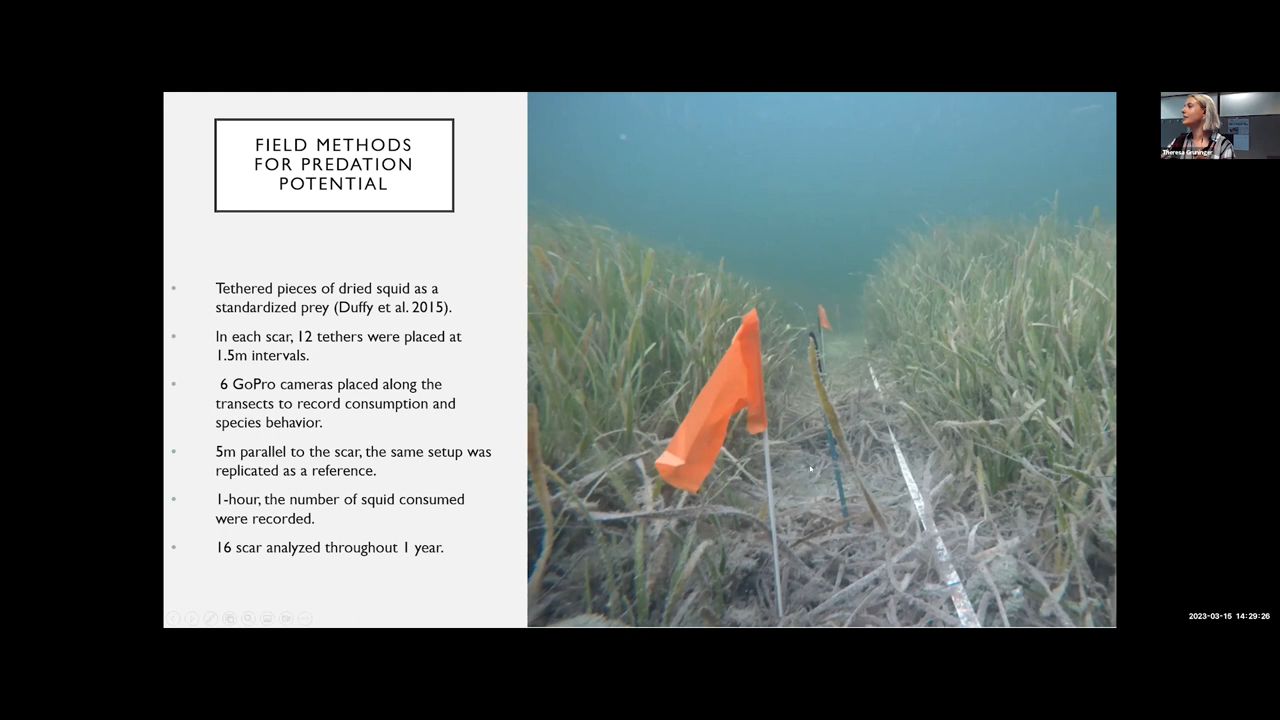 FIELD METHODS
FOR PREDATION
POTENTIAL
• Tethered pieces of dried squid as a
standardized prey (Duffy et al. 2015).
• In each scar, 12 tethers were placed at
1.5m intervals.
• 6 GoPro cameras placed along the
transects to record consumption and
species behavior.
• 5m parallel to the scar, the same setup was
replicated as a reference.
• 1-hour, the number of squid consumed
were recorded.
• 16 scar analyzed throughout 1 year.
Theresa Gruninger
2023-03-15 14:29:26